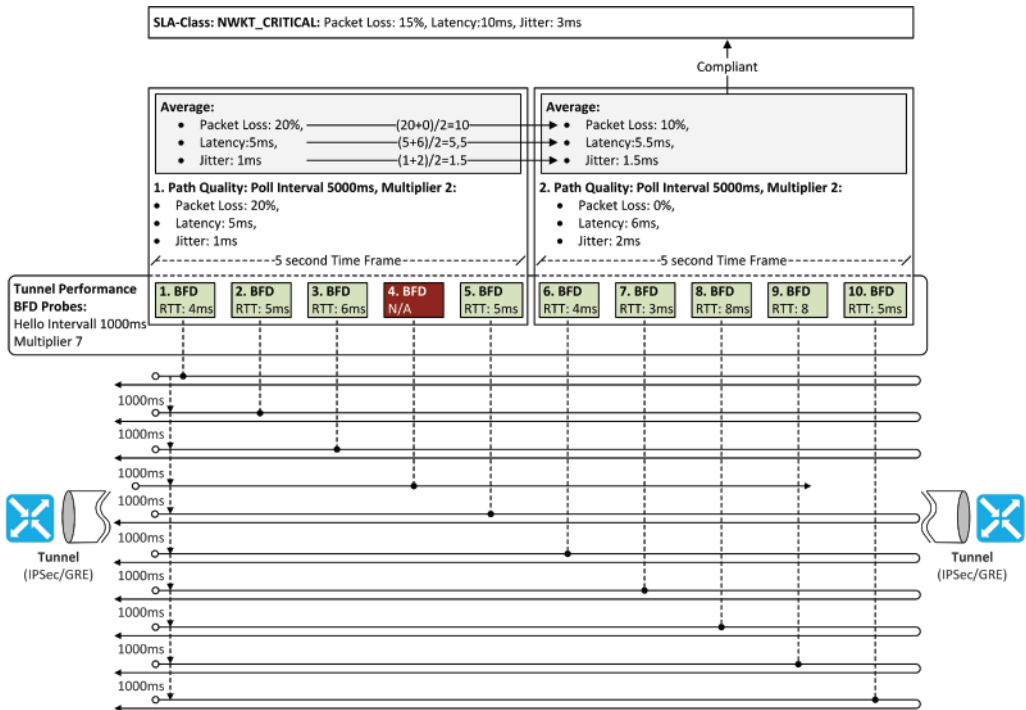 SLA-Class: NWKT_CRITICAL: Packet Loss: 15%, Latency:10ms, Jitter: 3ms
Compliant
Average:
• Packet Loss: 20%,
• Latency:5ms,
• Jitter: 1ms
(20+0)/2=10
(5+6)/2=5,5
(1+2)/2=1.5
Average:
• Packet Loss: 10%,
• Latency:5.5ms,
• Jitter: 1.5ms
1. Path Quality: Poll Interval 5000ms, Multiplier 2:
• Packet Loss: 20%,
• Latency: 5ms,
• Jitter: 1ms
2. Path Quality: Poll Interval 5000ms, Multiplier 2:
• Packet Loss: 0%,
• Latency: 6ms,
• Jitter: 2ms
5 second Time Frame
5 second Time Frame
Tunnel Performance
BFD Probes:
Hello Intervall 1000ms
Multiplier 7
1. BFD
RTT: 4ms
2. BFD
RTT: 5ms
3. BFD
RTT: 6ms
4. BFD
N/A
5. BFD
RTT: 5ms
6. BFD
RTT: 4ms
7. BFD
RTT: 3ms
8. BFD
RTT: 8ms
9. BFD
RTT: 8
10. BFD
RTT: 5ms
1000ms
1000ms
1000ms
1000ms
1000ms
1000ms
1000ms
1000ms
1000ms
Tunnel
(IPSec/GRE)
Tunnel
(IPSec/GRE)